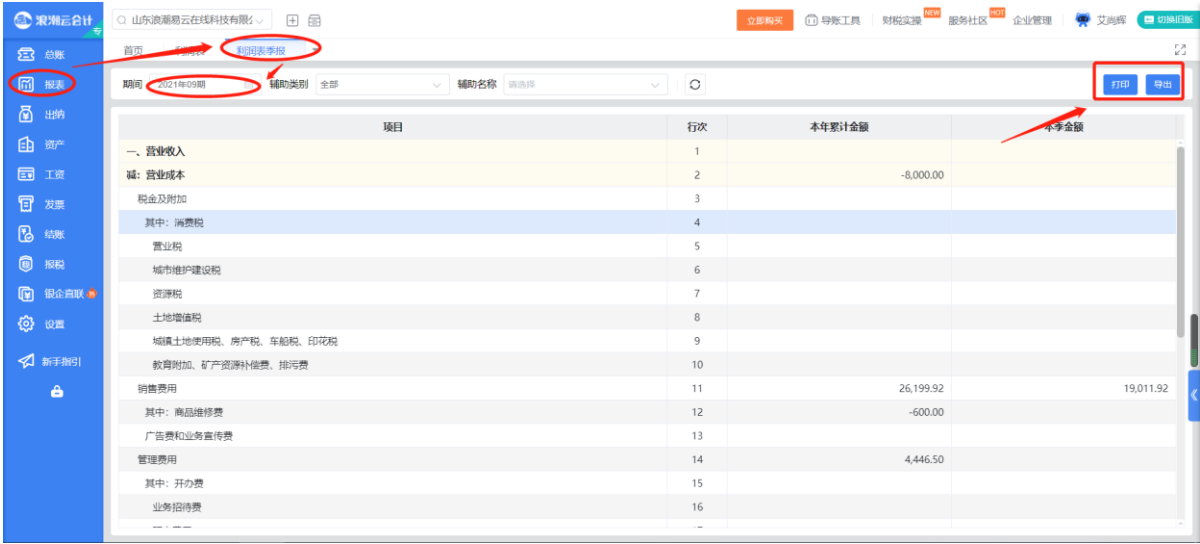 浪潮云会计
专
山东浪潮易云在线科技有限公
立即购买
导账工具
财税实操
NEW
服务社区
HOT
企业管理
艾尚辉
切换旧版
总账
报表
出纳
资产
工资
发票
结账
报税
银企直联
设置
新手指引
首页
利润表
利润表季报
期间 2021年09期 辅助类别 全部 辅助名称 请选择
打印 导出
项目 行次 本年累计金额 本季金额
一、营业收入 1
减：营业成本 2 -8,000.00
税金及附加 3
其中：消费税 4
营业税 5
城市维护建设税 6
资源税 7
土地增值税 8
城镇土地使用税、房产税、车船税、印花税 9
教育附加、矿产资源补偿费、排污费 10
销售费用 11 26,199.92 19,011.92
其中：商品维修费 12 -600.00
广告费和业务宣传费 13
管理费用 14 4,446.50
其中：开办费 15
业务招待费 16